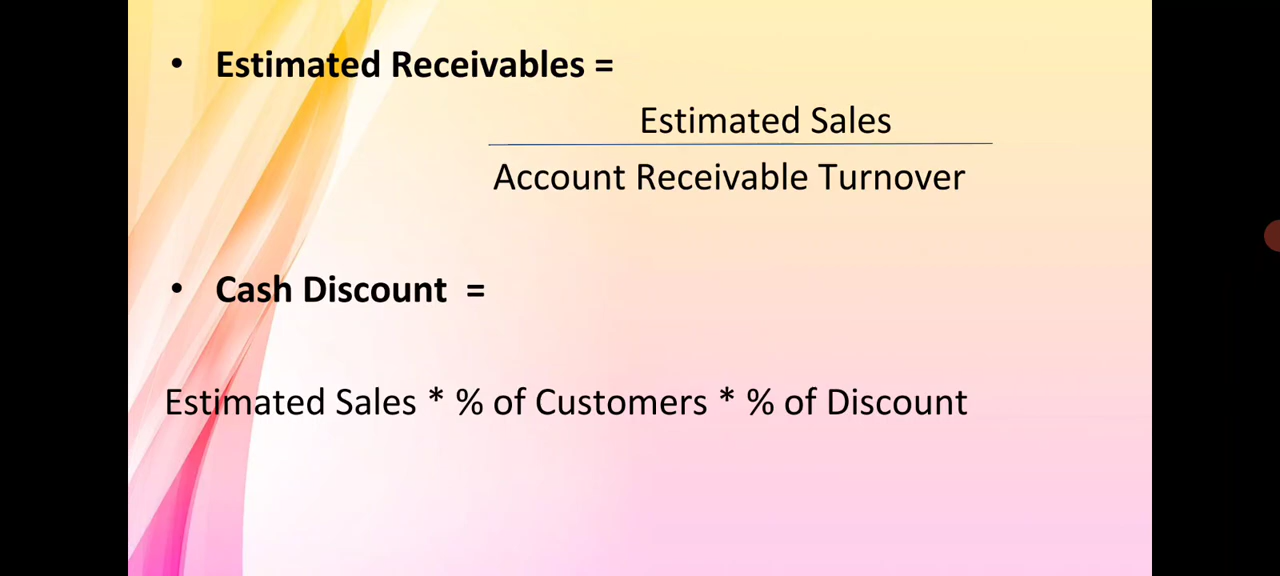 • Estimated Receivables =
Estimated Sales
Account Receivable Turnover
• Cash Discount =
Estimated Sales * % of Customers * % of Discount